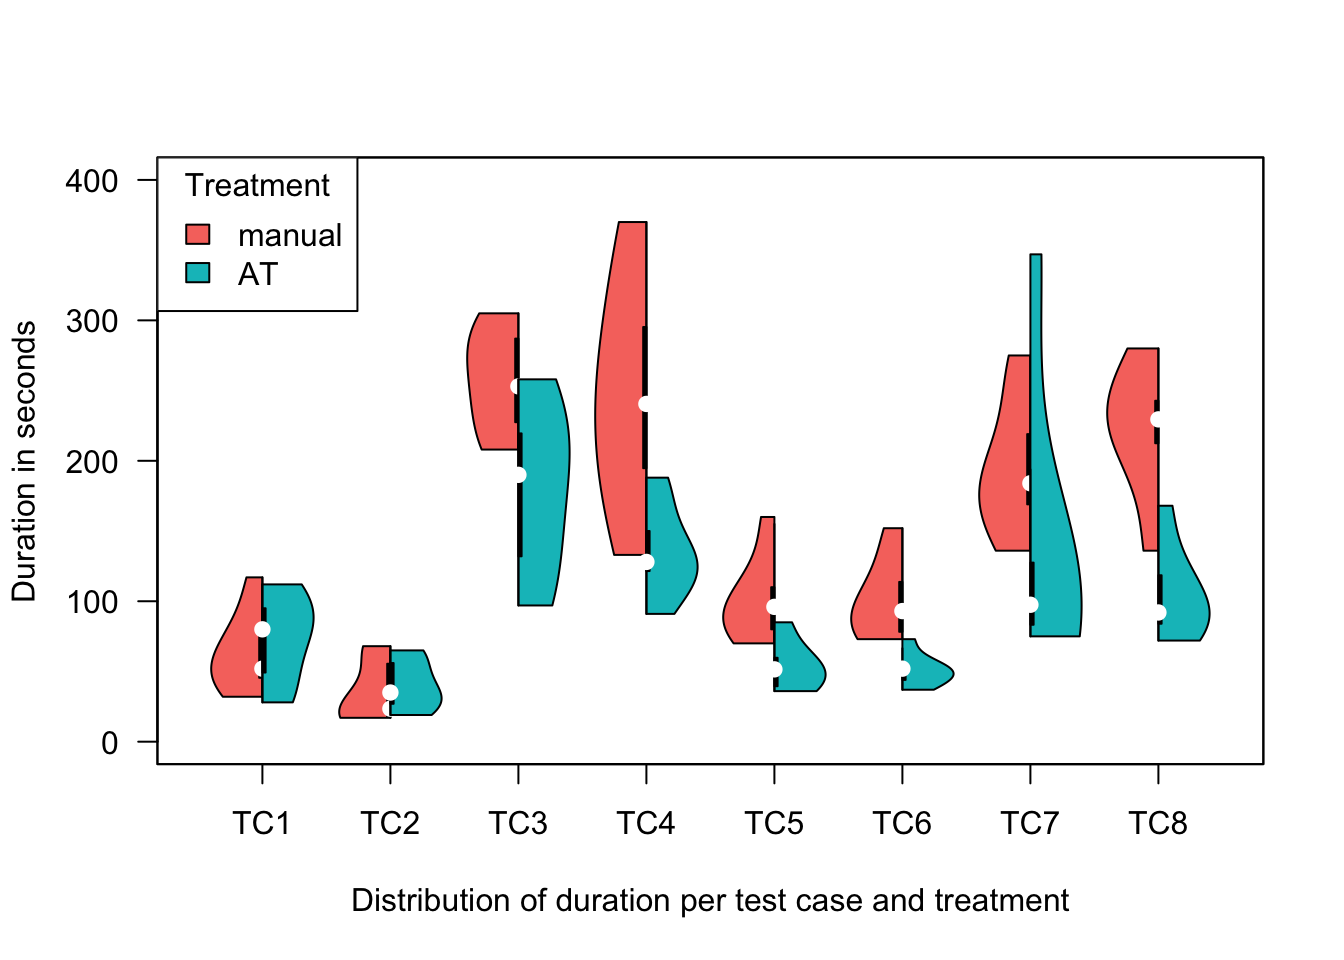 Treatment
manual
AT
Duration in seconds
400
300
200
100
0
TC1 TC2 TC3 TC4 TC5 TC6 TC7 TC8
Distribution of duration per test case and treatment